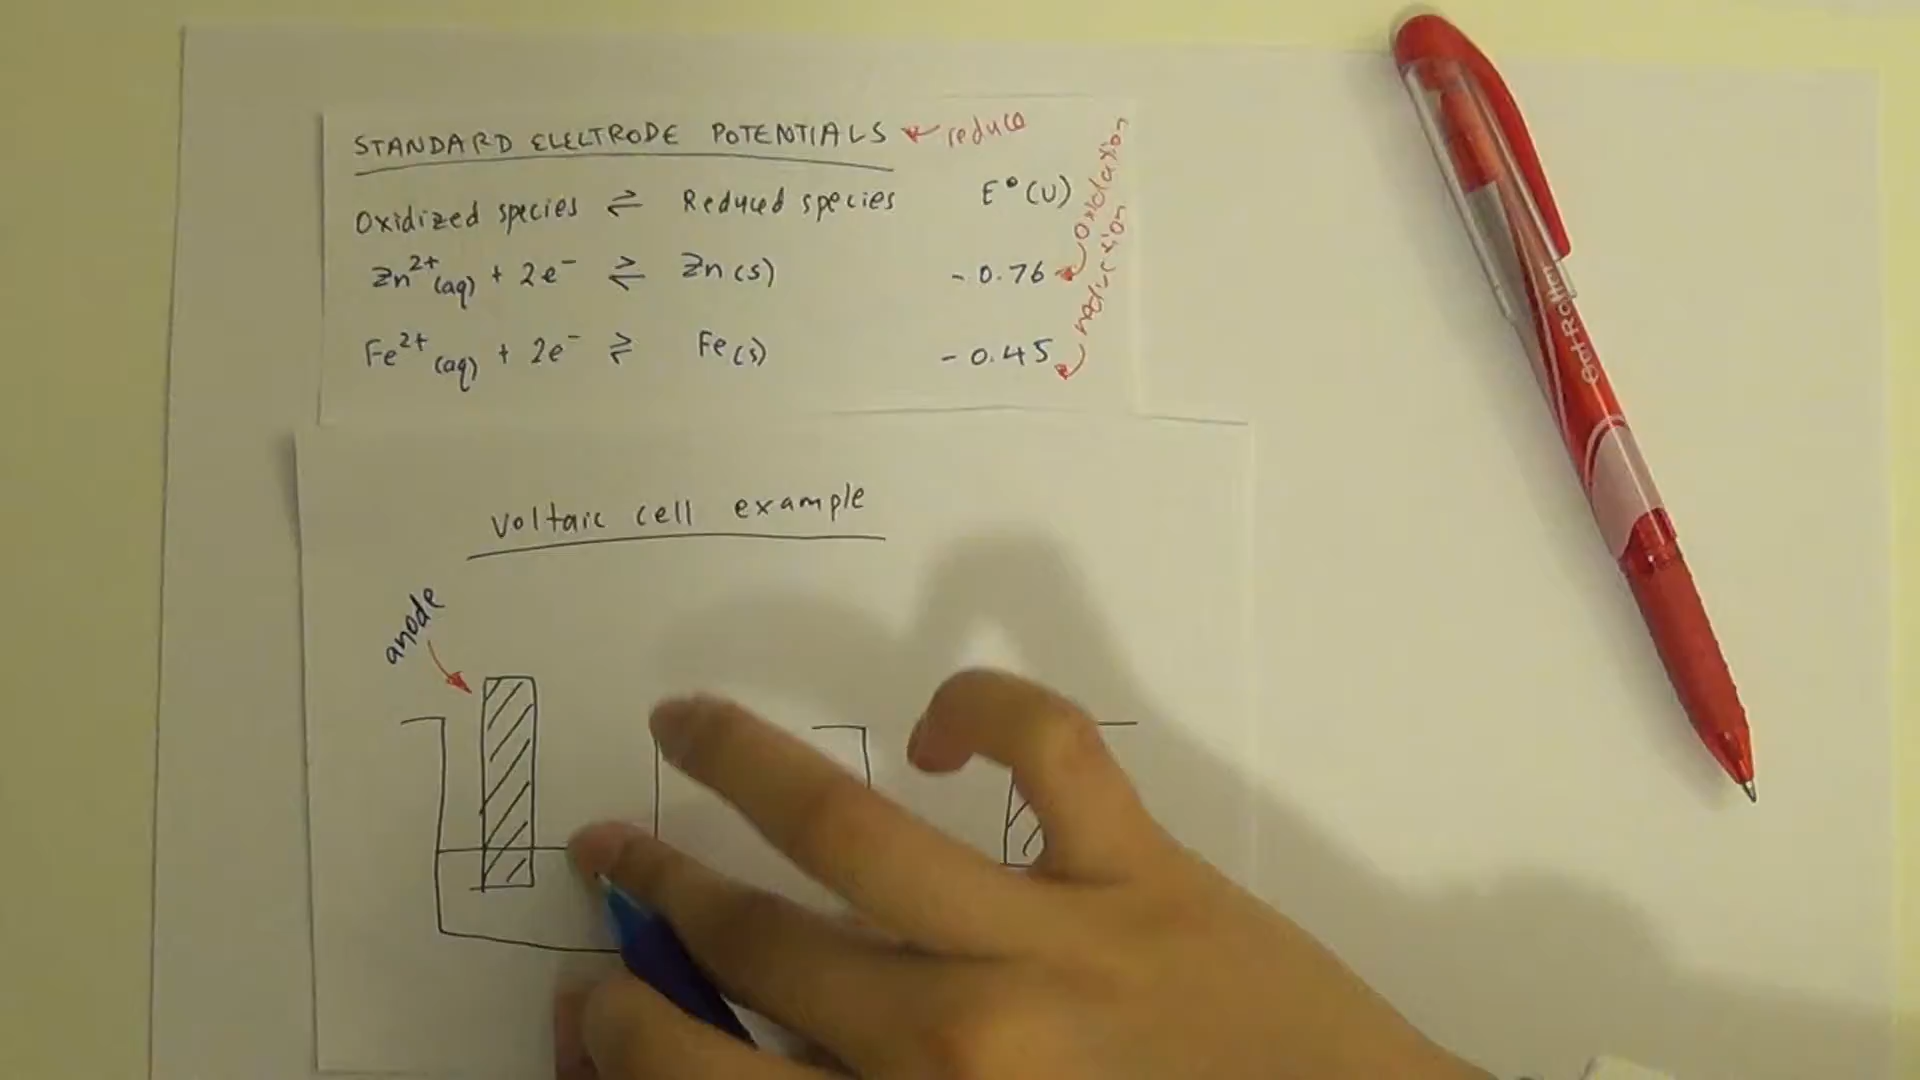 STANDARD ELECTRODE POTENTIALS reduce
Oxidized species ⇌ Reduced species E°(V)
Zn²⁺(aq) + 2e⁻ ⇌ Zn(s) -0.76 oxidation
Fe²⁺(aq) + 2e⁻ ⇌ Fe(s) -0.45 reduction
Voltaic cell example
anode